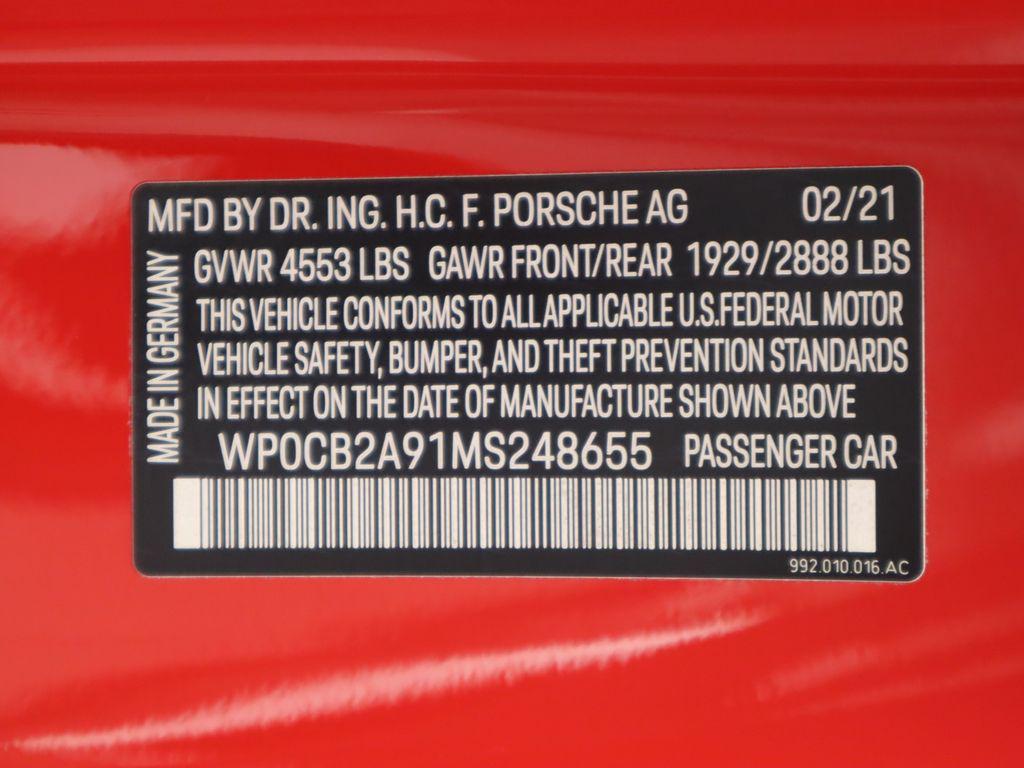 MFD BY DR. ING. H.C. F. PORSCHE AG 02/21
GVWR 4553 LBS GAWR FRONT/REAR 1929/2888 LBS
THIS VEHICLE CONFORMS TO ALL APPLICABLE U.S.FEDERAL MOTOR
VEHICLE SAFETY, BUMPER, AND THEFT PREVENTION STANDARDS
IN EFFECT ON THE DATE OF MANUFACTURE SHOWN ABOVE
WP0CB2A91MS248655 PASSENGER CAR
MADE IN GERMANY
992.010.016.AC